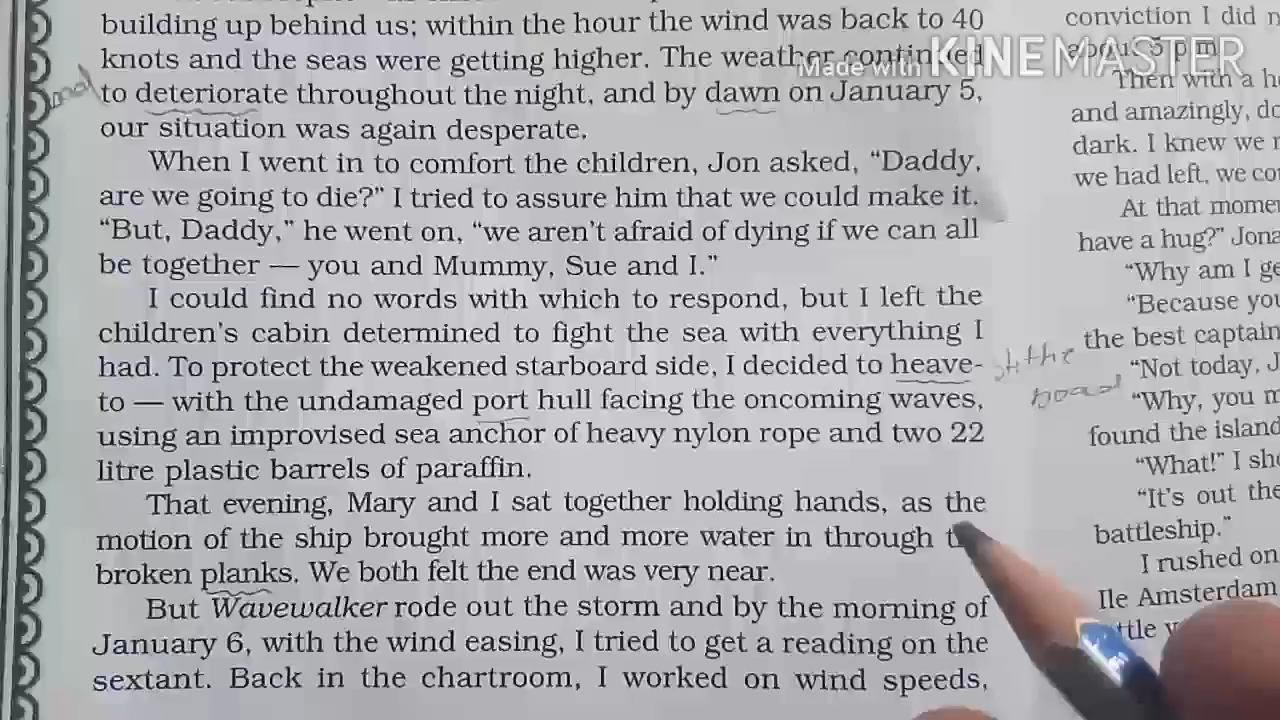 building up behind us; within the hour the wind was back to 40
knots and the seas were getting higher. The weather continued
to deteriorate throughout the night, and by dawn on January 5,
our situation was again desperate.
When I went in to comfort the children, Jon asked, “Daddy,
are we going to die?” I tried to assure him that we could make it.
“But, Daddy,” he went on, “we aren't afraid of dying if we can all
be together — you and Mummy, Sue and I.”
I could find no words with which to respond, but I left the
children's cabin determined to fight the sea with everything I
had. To protect the weakened starboard side, I decided to heave-
to — with the undamaged port hull facing the oncoming waves,
using an improvised sea anchor of heavy nylon rope and two 22
litre plastic barrels of paraffin.
That evening, Mary and I sat together holding hands, as the
motion of the ship brought more and more water in through
broken planks. We both felt the end was very near.
But Wavewalker rode out the storm and by the morning of
January 6, with the wind easing, I tried to get a reading on the
sextant. Back in the chartroom, I worked on wind speeds,
conviction I did
about 5 p.m.
Then with a
and amazingly,
dark. I knew we
we had left, we
At that
have a hug?”
“Why am I
“Because
the best captain
“Not today,
“Why, you
found the island
“What!” I
“It's out the
battleship.”
I rushed on
Ile Amsterdam
Made with KINEMASTER
the